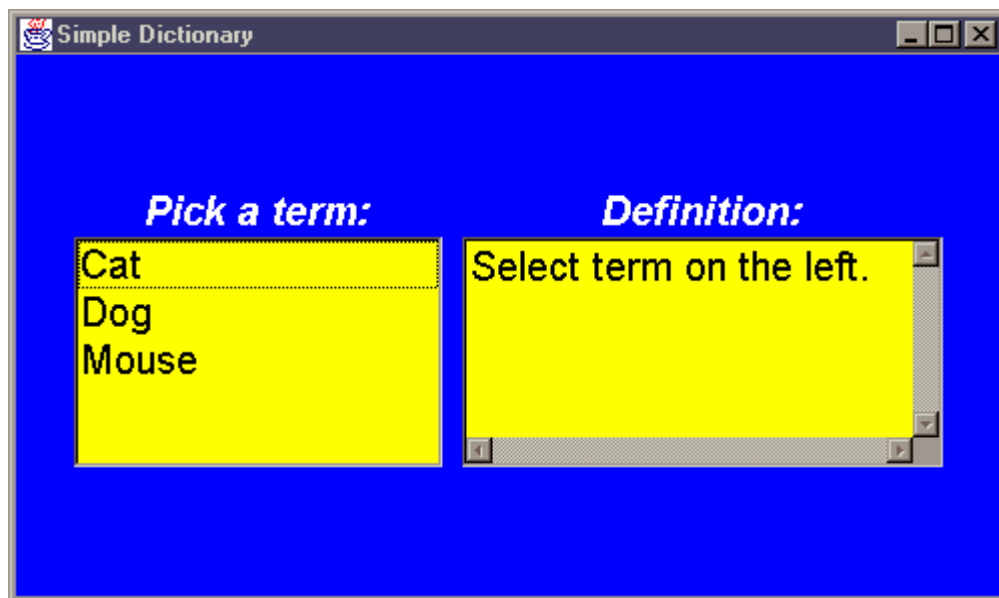 Simple Dictionary
Pick a term:
Cat
Dog
Mouse
Definition:
Select term on the left.